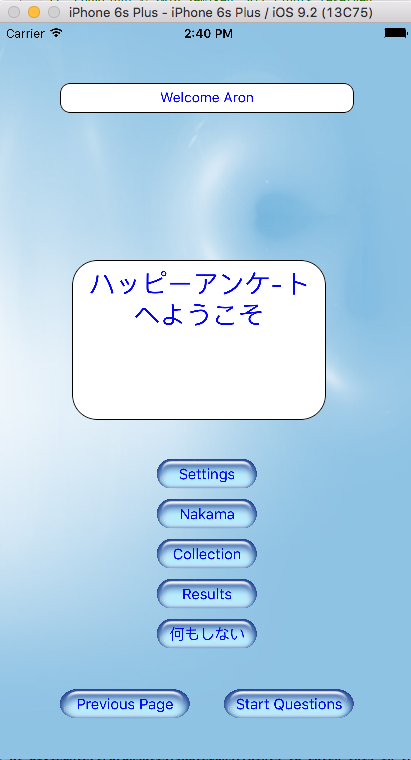 iPhone 6s Plus - iPhone 6s Plus / iOS 9.2 (13C75)
Carrier 2:40 PM
Welcome Aron
ハッピーアンケ-ト
へようこそ
Settings
Nakama
Collection
Results
何もしない
Previous Page Start Questions